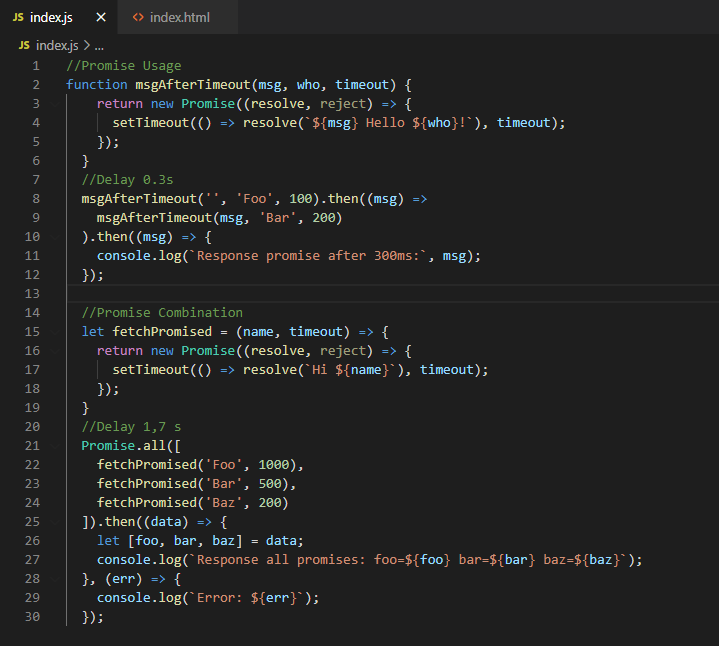 JS index.js × <> index.html
JS index.js > ...
1 //Promise Usage
2 function msgAfterTimeout(msg, who, timeout) {
3     return new Promise((resolve, reject) => {
4       setTimeout(() => resolve(`${msg} Hello ${who}!`), timeout);
5     });
6   }
7   //Delay 0.3s
8   msgAfterTimeout('', 'Foo', 100).then((msg) =>
9     msgAfterTimeout(msg, 'Bar', 200)
10   ).then((msg) => {
11     console.log(`Response promise after 300ms:`, msg);
12   });
13
14   //Promise Combination
15   let fetchPromised = (name, timeout) => {
16     return new Promise((resolve, reject) => {
17       setTimeout(() => resolve(`Hi ${name}`), timeout);
18     });
19   }
20   //Delay 1,7 s
21   Promise.all([
22     fetchPromised('Foo', 1000),
23     fetchPromised('Bar', 500),
24     fetchPromised('Baz', 200)
25   ]).then((data) => {
26     let [foo, bar, baz] = data;
27     console.log(`Response all promises: foo=${foo} bar=${bar} baz=${baz}`);
28   }, (err) => {
29     console.log(`Error: ${err}`);
30   });